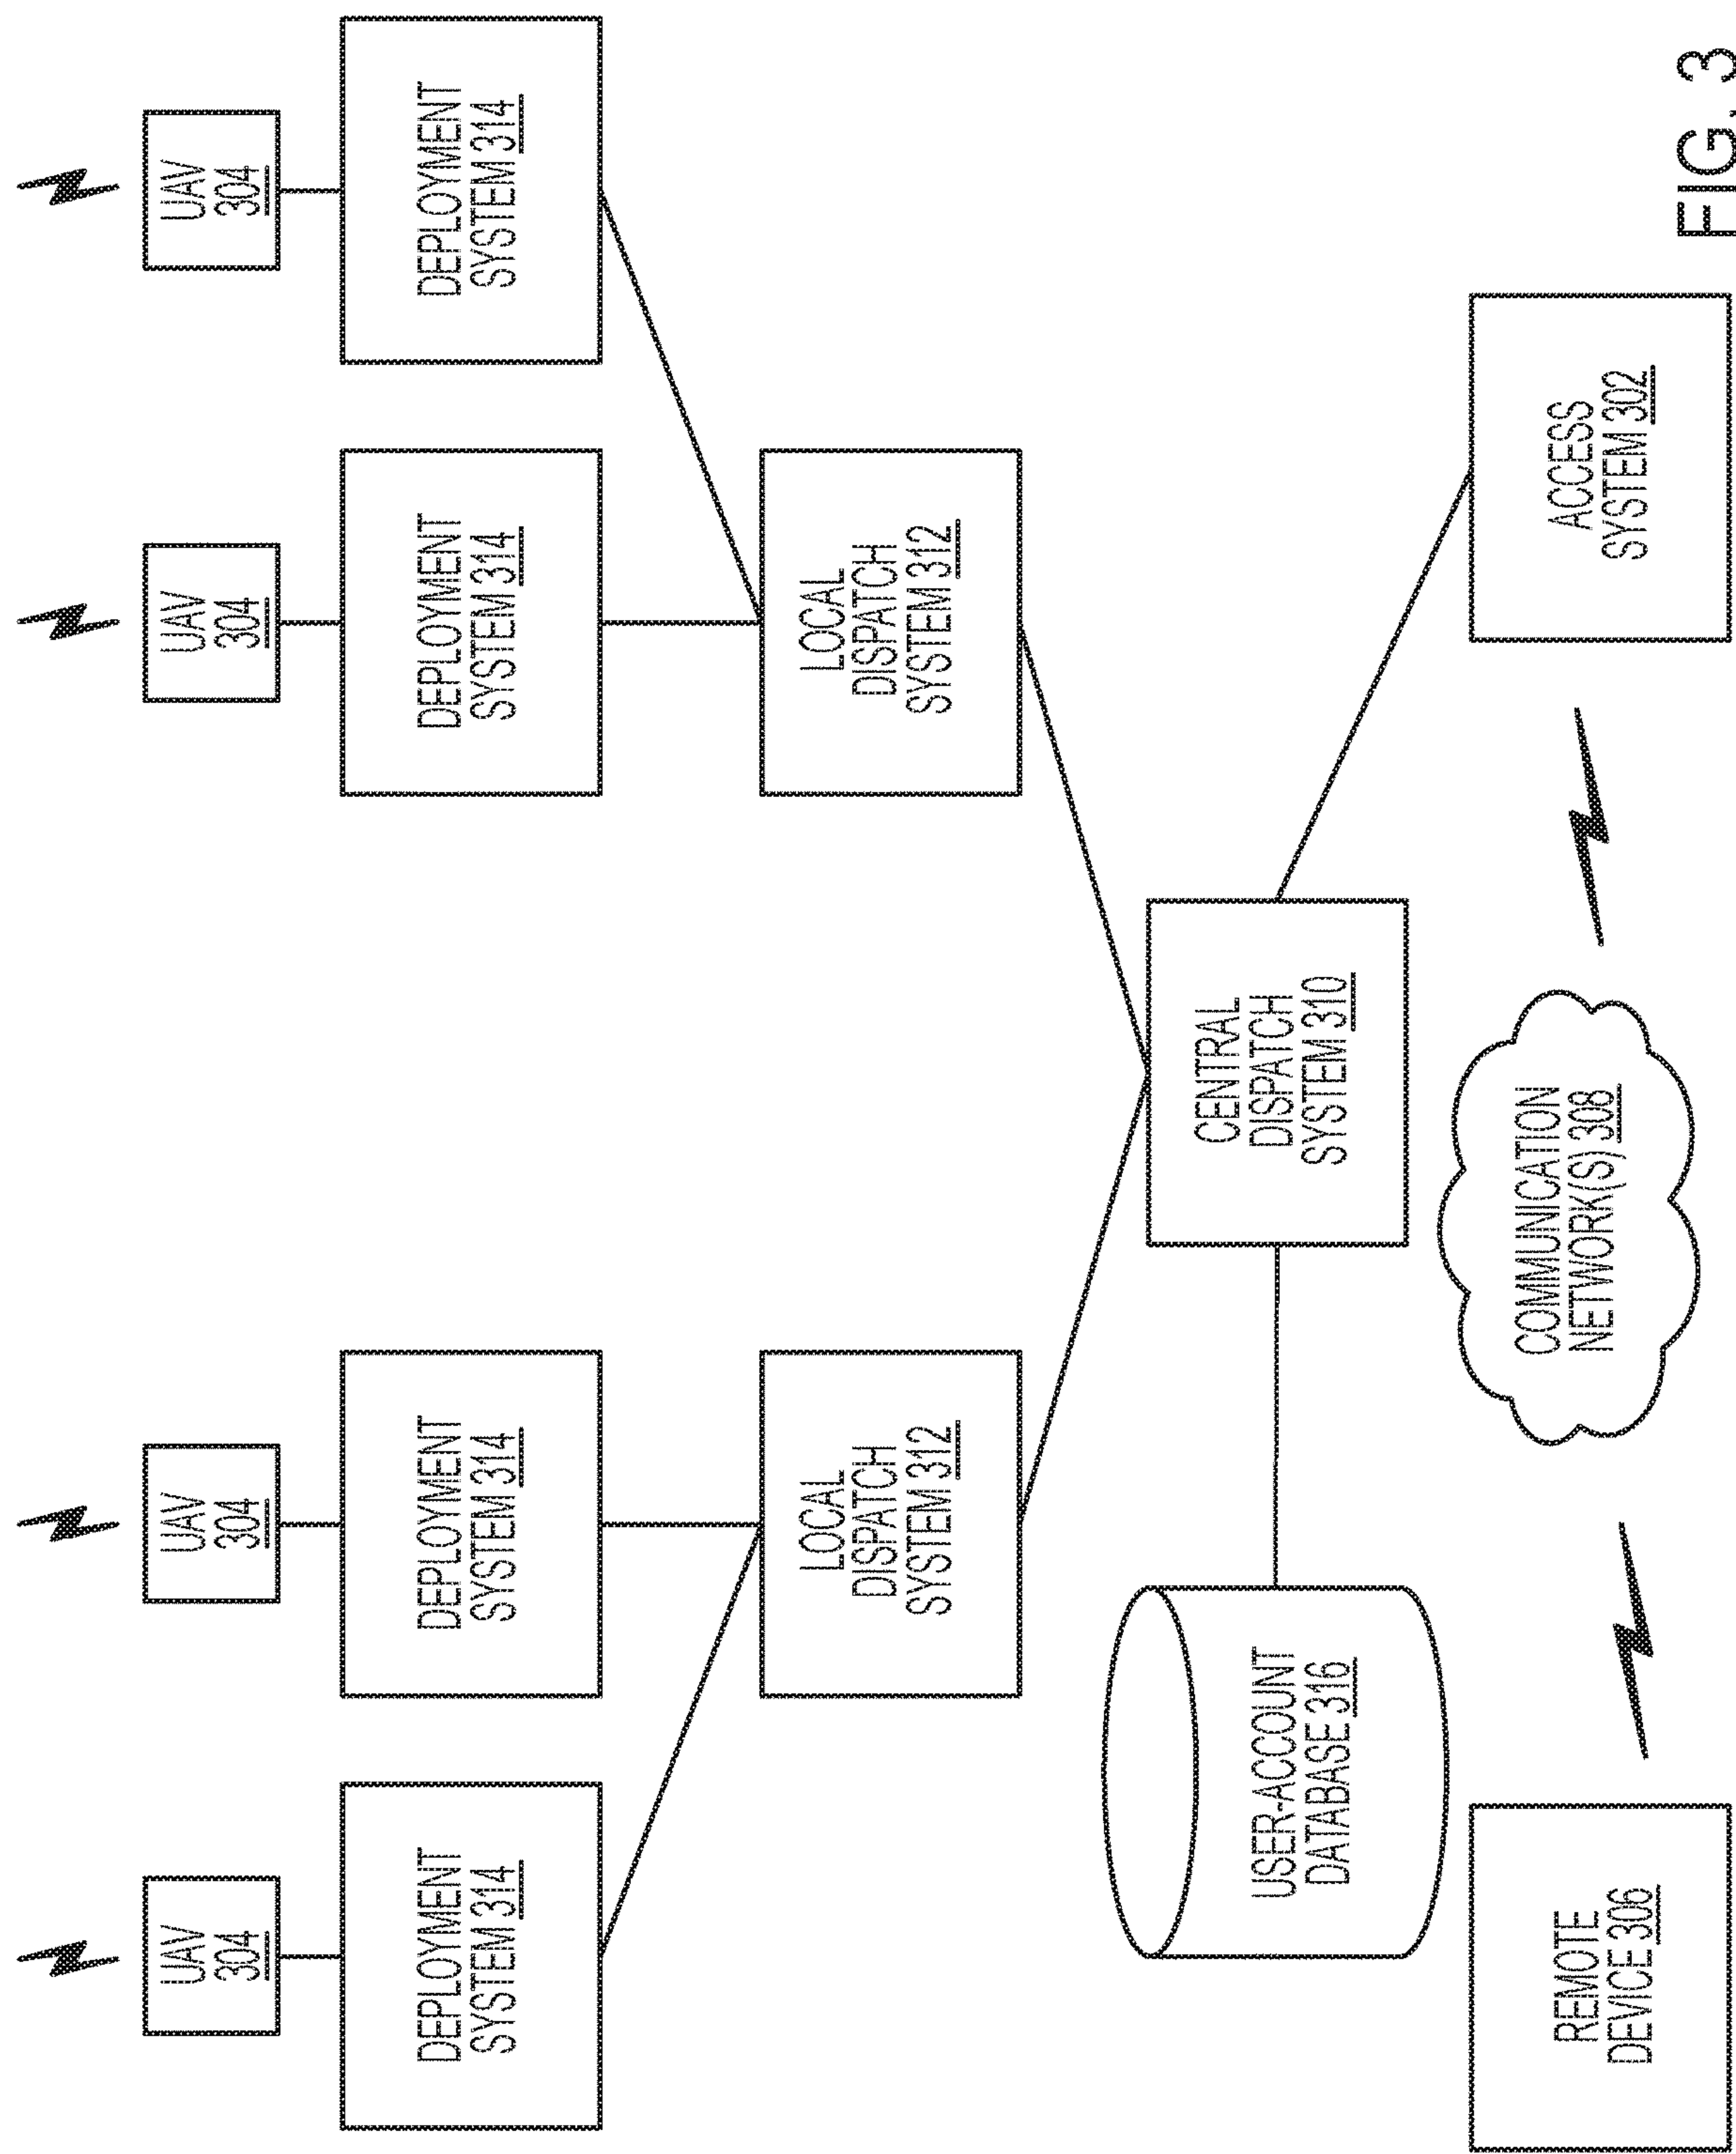 UAV
304
UAV
304
UAV
304
UAV
304
DEPLOYMENT
SYSTEM 314
DEPLOYMENT
SYSTEM 314
DEPLOYMENT
SYSTEM 314
DEPLOYMENT
SYSTEM 314
LOCAL
DISPATCH
SYSTEM 312
LOCAL
DISPATCH
SYSTEM 312
USER-ACCOUNT
DATABASE 316
CENTRAL
DISPATCH
SYSTEM 310
REMOTE
DEVICE 306
COMMUNICATION
NETWORK(S) 308
ACCESS
SYSTEM 302
FIG. 3